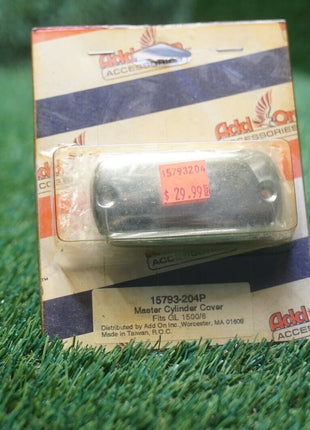 Add On
ACCESSORIES
Add On
ACCESSORIES
15793204
$ 29.99
15793-204P
Master Cylinder Cover
Fits GL 1500/6
Distributed by Add On Inc., Worcester, MA 01609
Made in Taiwan, R.O.C.